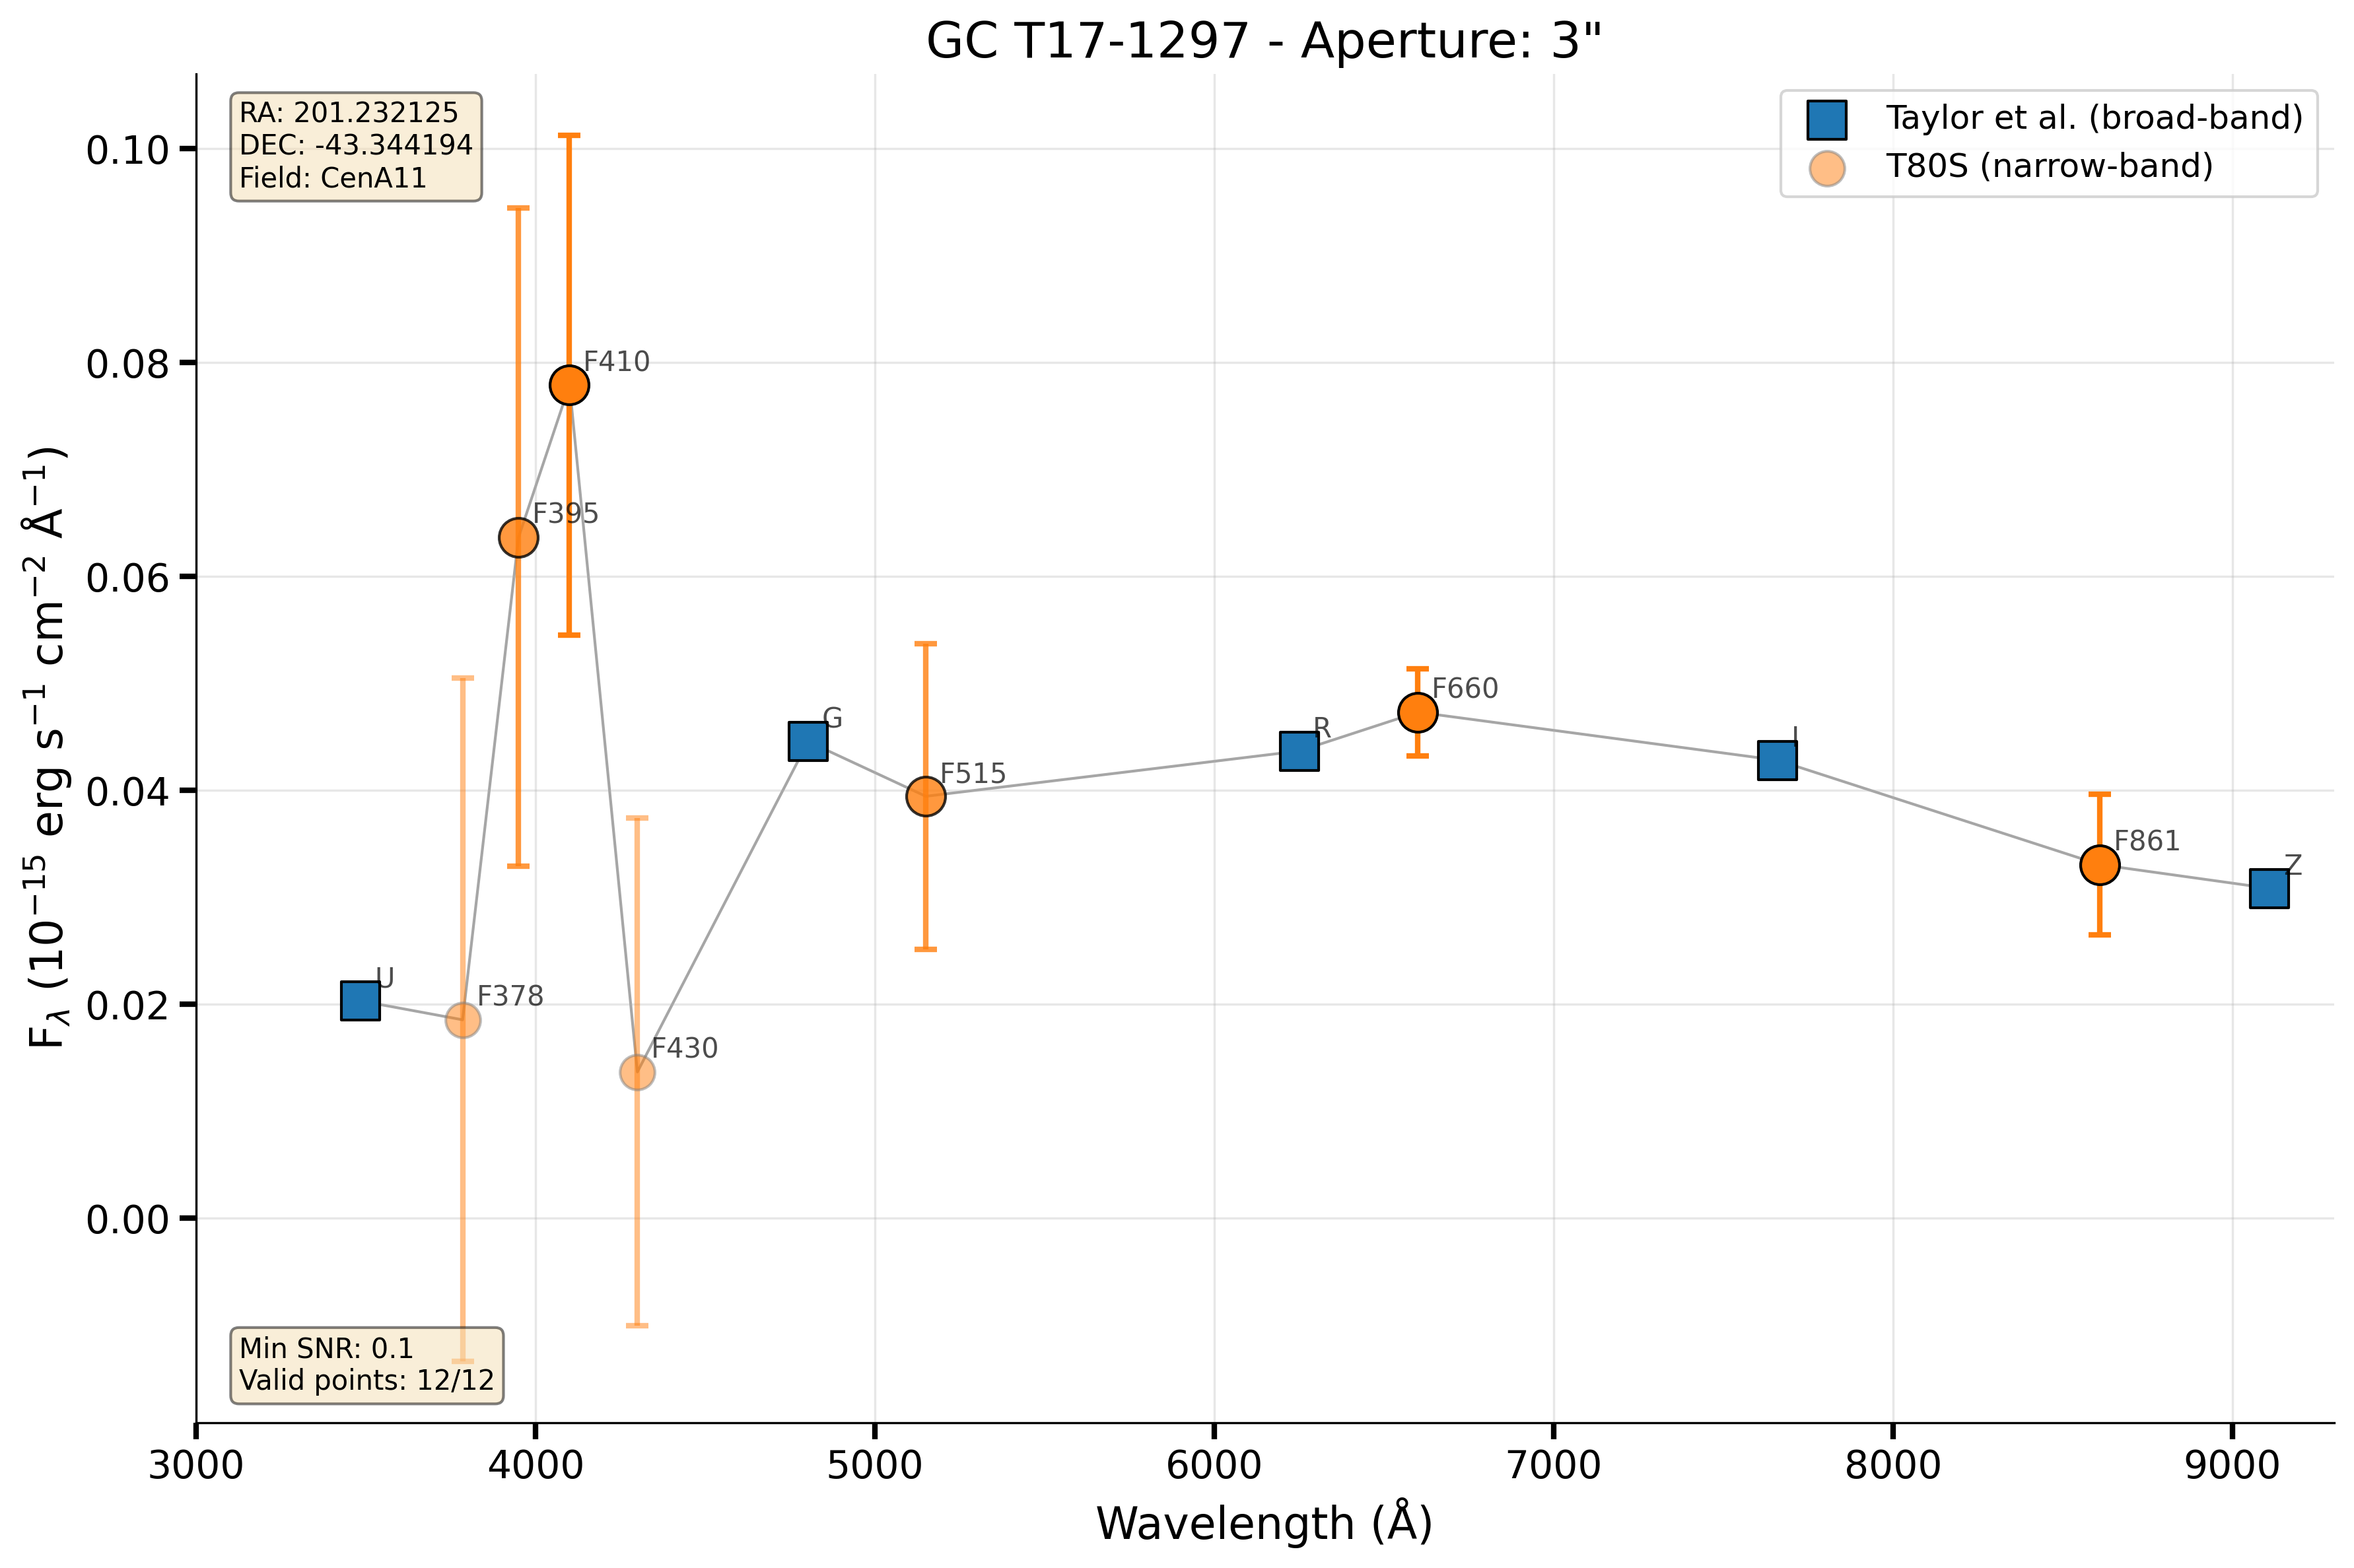 GC T17-1297 - Aperture: 3"
RA: 201.232125
DEC: -43.344194
Field: CenA11
Taylor et al. (broad-band)
T80S (narrow-band)
0.10
0.08
0.06
0.04
0.02
0.00
F$_{\lambda}$ (10$^{-15}$ erg s$^{-1}$ cm$^{-2}$ Å$^{-1}$)
F410
F395
F660
G
R
I
F515
F861
Z
U
F378
F430
Min SNR: 0.1
Valid points: 12/12
3000
4000
5000
6000
7000
8000
9000
Wavelength (Å)